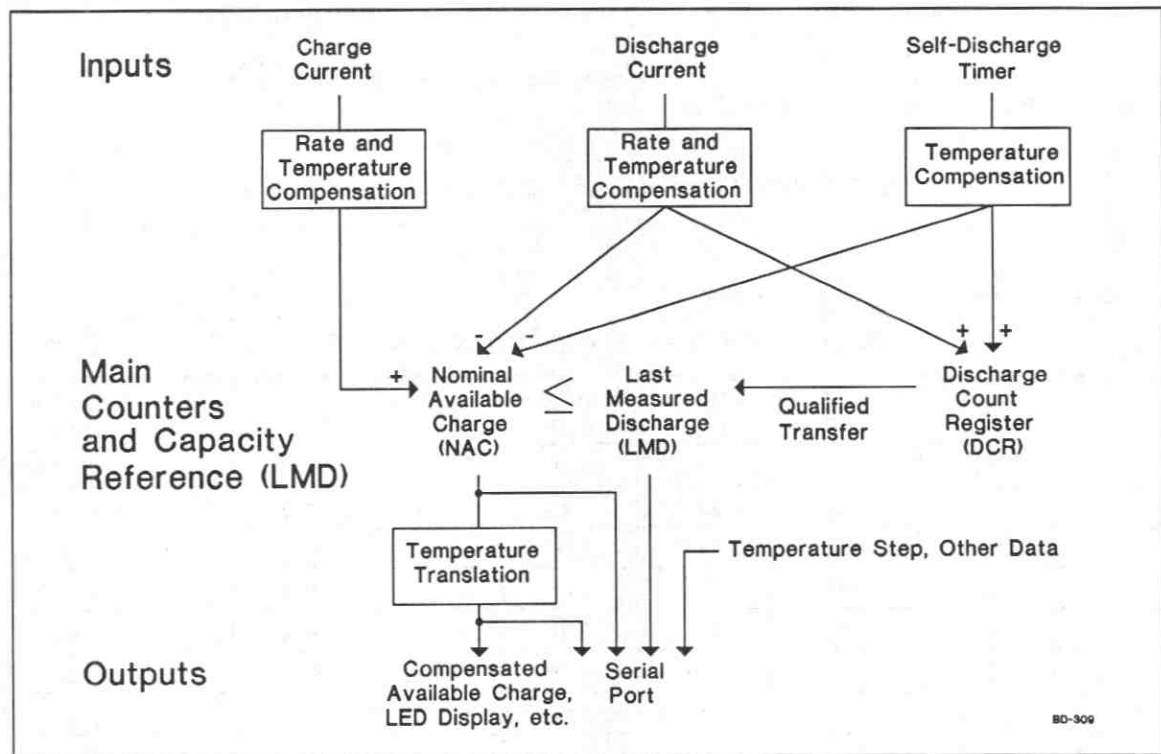 Inputs
Charge
Current
Discharge
Current
Self-Discharge
Timer
Rate and
Temperature
Compensation
Rate and
Temperature
Compensation
Temperature
Compensation
- - + +
Main
Counters
and Capacity
Reference (LMD)
+
Nominal
Available
Charge
(NAC)
≤
Last
Measured
Discharge
(LMD)
Qualified
Transfer
Discharge
Count
Register
(DCR)
Temperature
Translation
Temperature Step, Other Data
Outputs
Compensated
Available Charge,
LED Display, etc.
Serial
Port
BD-309